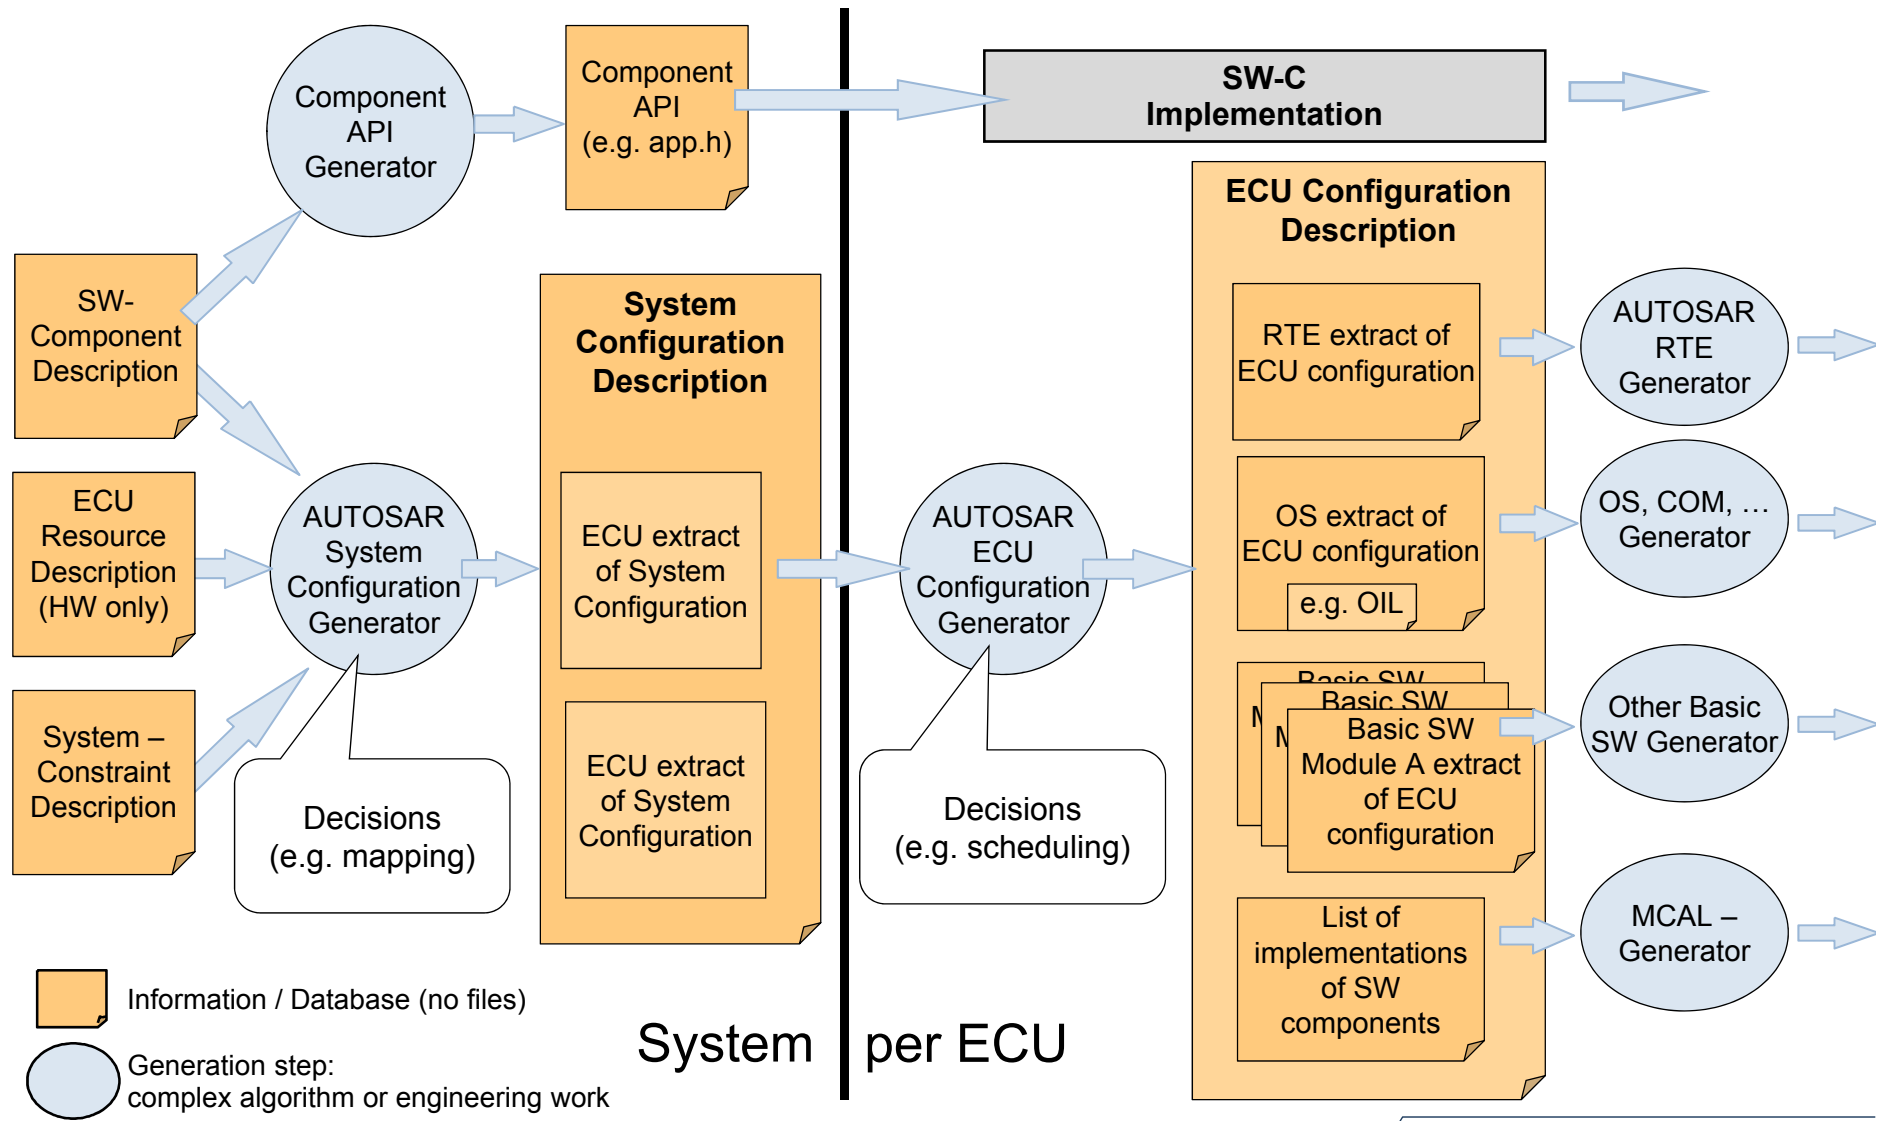 Component
API
Generator
Component
API
(e.g. app.h)
SW-C
Implementation
SW-
Component
Description
System
Configuration
Description
ECU Configuration
Description
RTE extract of
ECU configuration
AUTOSAR
RTE
Generator
ECU
Resource
Description
(HW only)
AUTOSAR
System
Configuration
Generator
ECU extract
of System
Configuration
AUTOSAR
ECU
Configuration
Generator
OS extract of
ECU configuration
e.g. OIL
OS, COM, …
Generator
System –
Constraint
Description
Decisions
(e.g. mapping)
ECU extract
of System
Configuration
Decisions
(e.g. scheduling)
Basic SW
M
Basic SW
M
Basic SW
Module A extract
of ECU
configuration
Other Basic
SW Generator
List of
implementations
of SW
components
MCAL –
Generator
Information / Database (no files)
Generation step:
complex algorithm or engineering work
System
per ECU